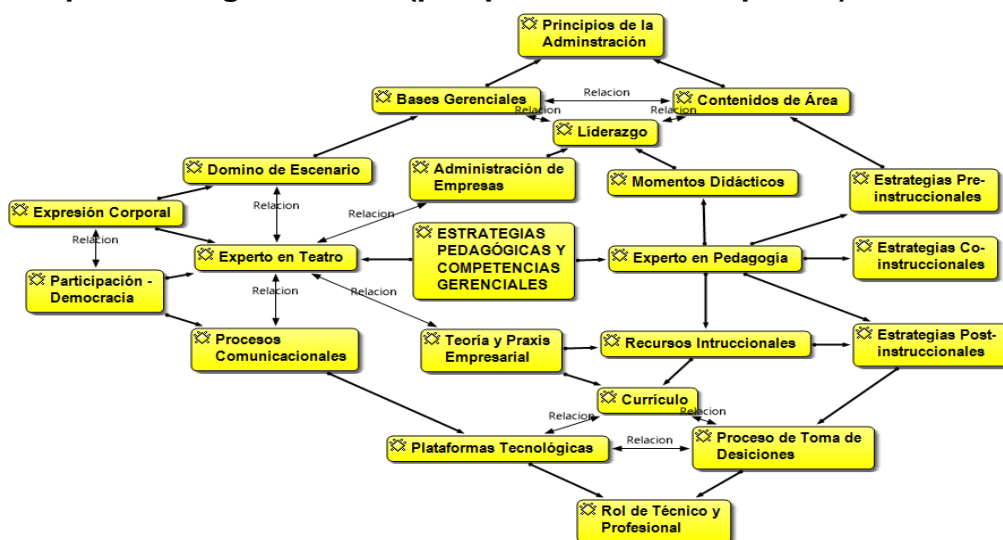 Principios de la
Adminstración
Bases Gerenciales
Relacion
Contenidos de Área
Relacion
Relacion
Liderazgo
Domino de Escenario
Administración de
Empresas
Momentos Didácticos
Estrategias Pre-
instruccionales
Expresión Corporal
Relacion
Relacion
Relacion
ESTRATEGIAS
PEDAGÓGICAS Y
COMPETENCIAS
GERENCIALES
Experto en Teatro
Experto en Pedagogía
Estrategias Co-
instruccionales
Participación -
Democracia
Relacion
Relacion
Procesos
Comunicacionales
Teoría y Praxis
Empresarial
Recursos Intruccionales
Estrategias Post-
instruccionales
Currículo
Relacion
Relacion
Plataformas Tecnológicas
Relacion
Proceso de Toma de
Desiciones
Rol de Técnico y
Profesional